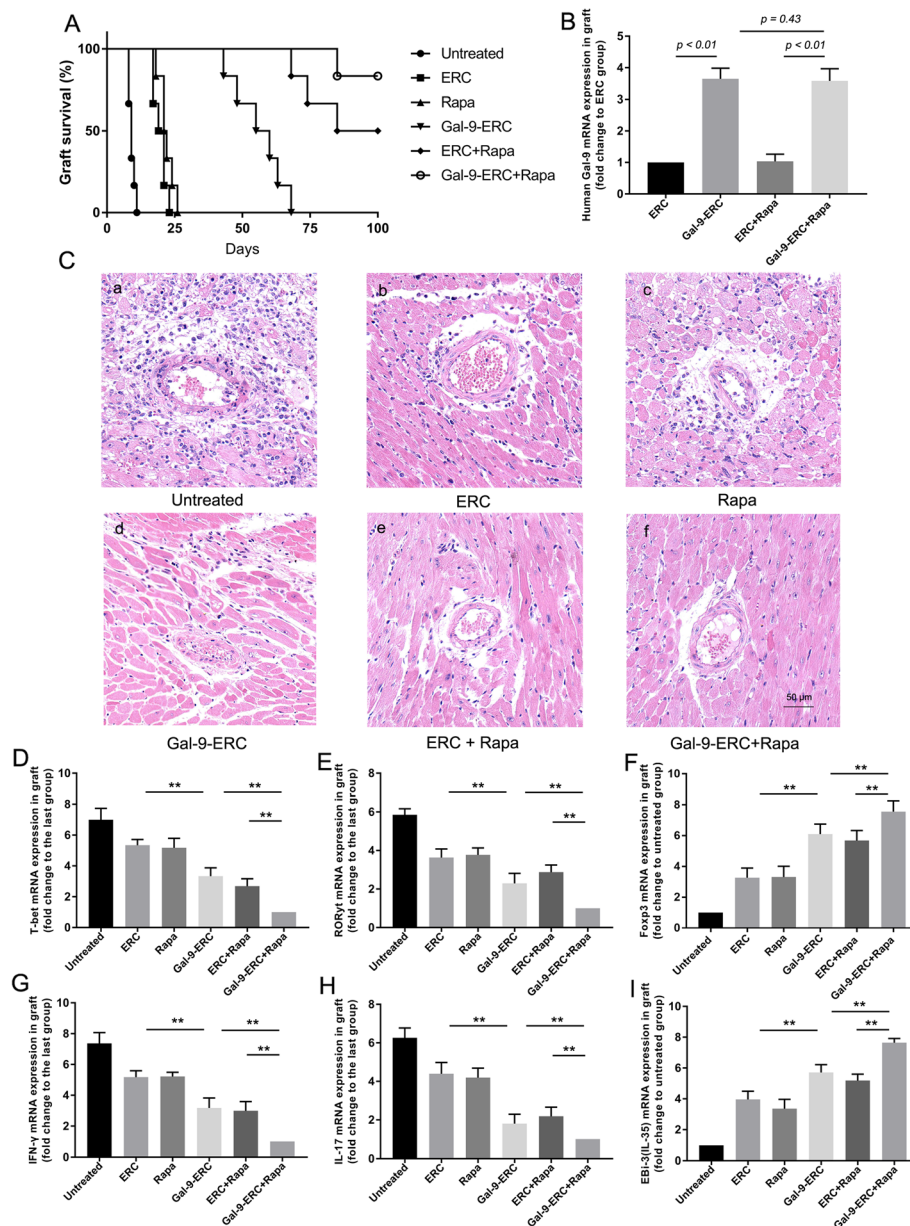 A
Graft survival (%)
100
50
0
0
25
50
75
100
Days
Untreated
ERC
Rapa
Gal-9-ERC
ERC+Rapa
Gal-9-ERC+Rapa
B
Human Gal-9 mRNA expression in graft
(fold change to ERC group)
5
4
3
2
1
0
p < 0.01
p = 0.43
p < 0.01
ERC
Gal-9-ERC
ERC+Rapa
Gal-9-ERC+Rapa
C
a
b
c
Untreated
ERC
Rapa
d
e
f
50 μm
Gal-9-ERC
ERC + Rapa
Gal-9-ERC+Rapa
D
T-bet mRNA expression in graft
(fold change to the last group)
10
8
6
4
2
0
**
**
**
Untreated
ERC
Rapa
Gal-9-ERC
ERC+Rapa
Gal-9-ERC+Rapa
E
RORγt mRNA expression in graft
(fold change to the last group)
8
6
4
2
0
**
**
**
Untreated
ERC
Rapa
Gal-9-ERC
ERC+Rapa
Gal-9-ERC+Rapa
F
Foxp3 mRNA expression in graft
(fold change to untreated group)
10
8
6
4
2
0
**
**
**
Untreated
ERC
Rapa
Gal-9-ERC
ERC+Rapa
Gal-9-ERC+Rapa
G
IFN-γ mRNA expression in graft
(fold change to the last group)
10
8
6
4
2
0
**
**
**
Untreated
ERC
Rapa
Gal-9-ERC
ERC+Rapa
Gal-9-ERC+Rapa
H
IL-17 mRNA expression in graft
(fold change to the last group)
8
6
4
2
0
**
**
**
Untreated
ERC
Rapa
Gal-9-ERC
ERC+Rapa
Gal-9-ERC+Rapa
I
EBI-3(IL-35) mRNA expression in graft
(fold change to untreated group)
10
8
6
4
2
0
**
**
**
Untreated
ERC
Rapa
Gal-9-ERC
ERC+Rapa
Gal-9-ERC+Rapa